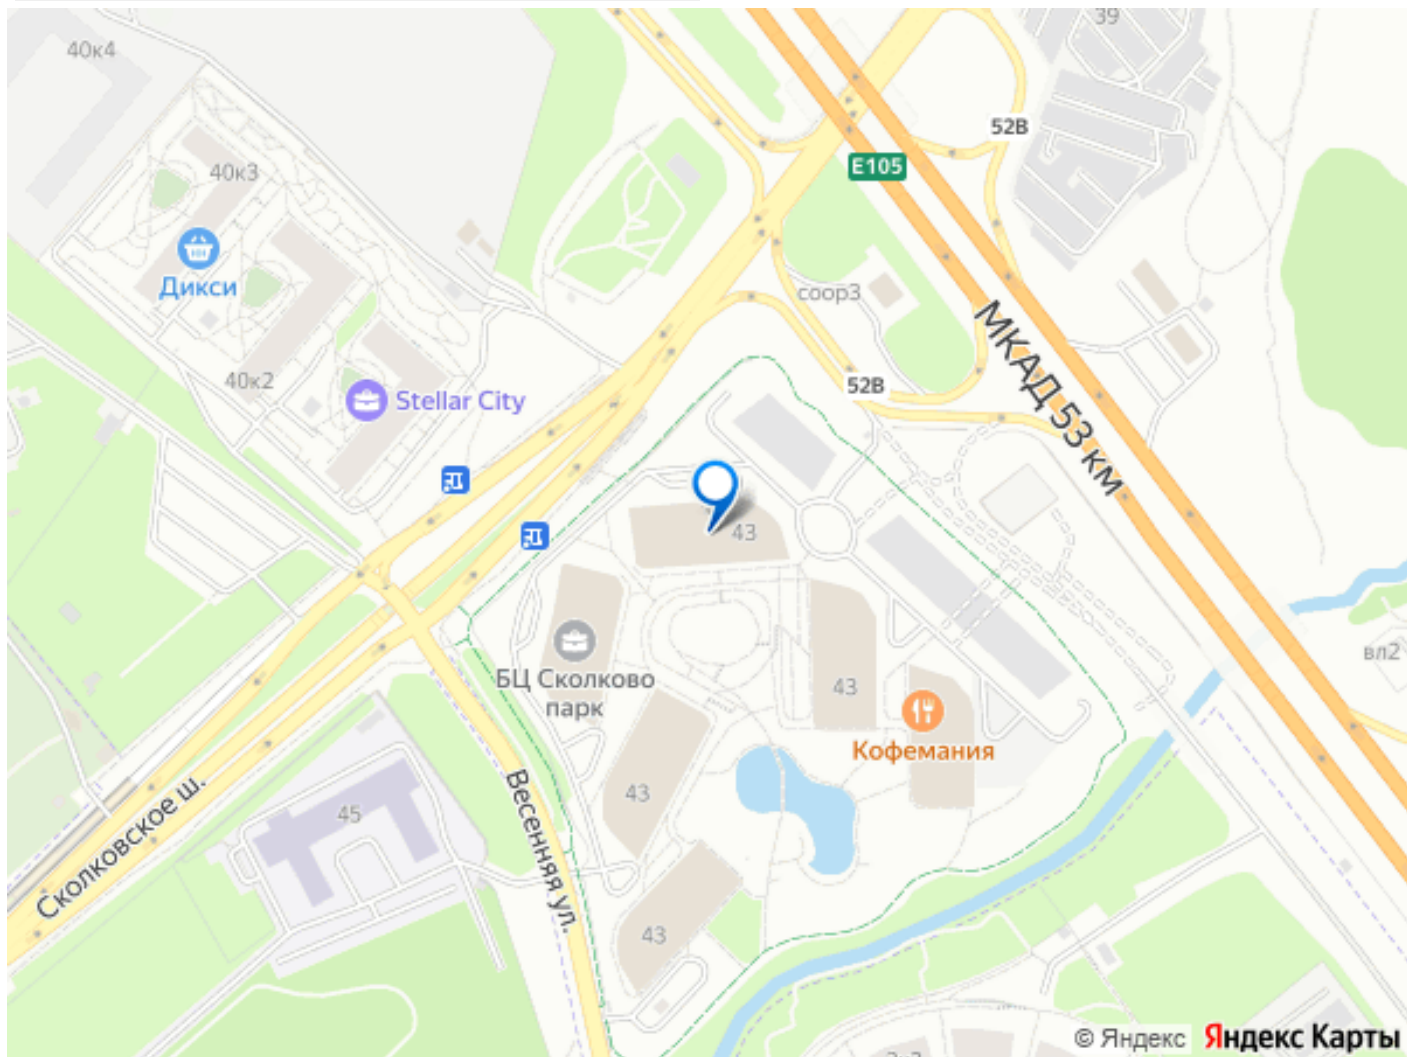 39
40к4
52В
E105
40к3
Дикси
соор3
МКАД 53 км
40к2
52В
Stellar City
43
вл2
БЦ Сколково
парк
43
Кофемания
Весенняя ул.
43
45
Сколковское ш.
43
© Яндекс
Яндекс Карты